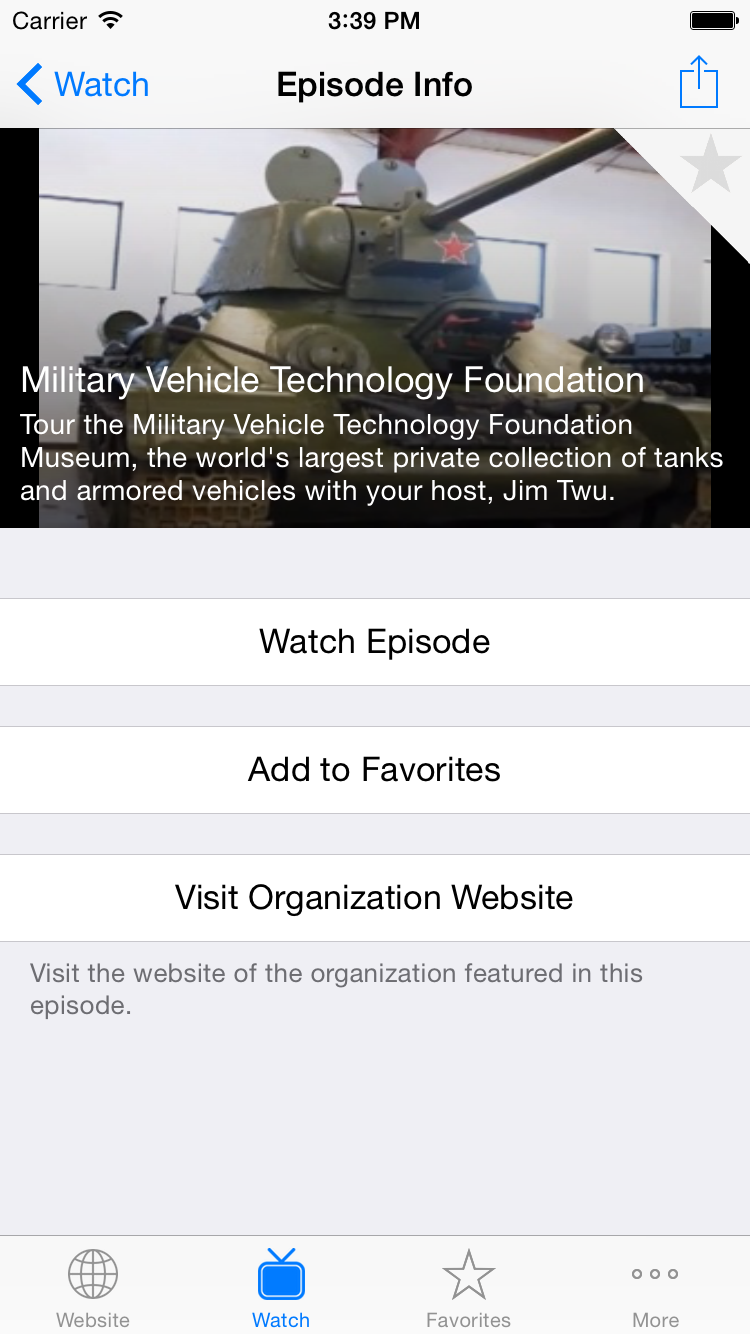 Carrier 3:39 PM
Watch Episode Info
Military Vehicle Technology Foundation
Tour the Military Vehicle Technology Foundation
Museum, the world's largest private collection of tanks
and armored vehicles with your host, Jim Twu.
Watch Episode
Add to Favorites
Visit Organization Website
Visit the website of the organization featured in this
episode.
Website Watch Favorites More